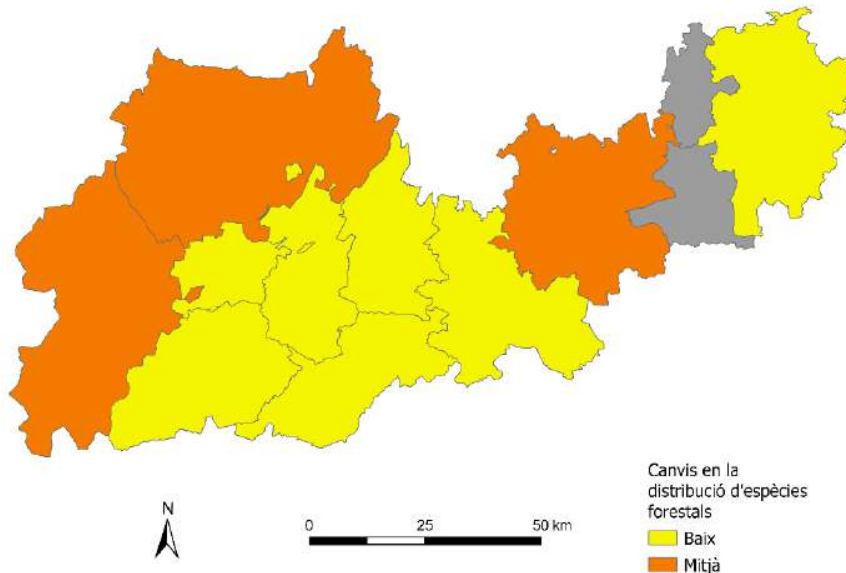 N
0 25 50 km
Canvis en la
distribució d'espècies
forestals
Baix
Mitjà